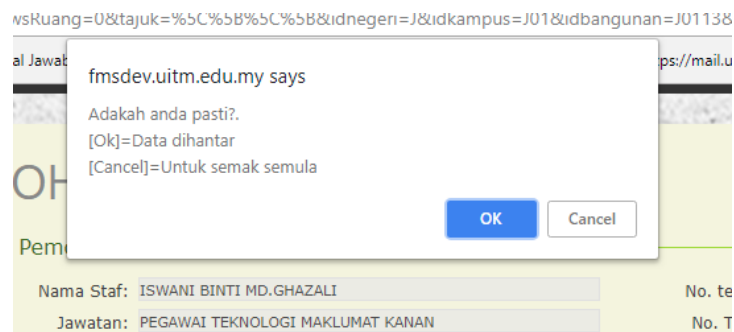 wsRuang=0&tajuk=%5C%5B%5C%5B&idnegeri=J&idkampus=J01&idbangunan=J0113&
al Jawab
ps://mail.u
fmsdev.uitm.edu.my says
Adakah anda pasti?.
[Ok]=Data dihantar
[Cancel]=Untuk semak semula
OK
Cancel
OH
Peme
Nama Staf: ISWANI BINTI MD.GHAZALI
No. te
Jawatan: PEGAWAI TEKNOLOGI MAKLUMAT KANAN
No. T